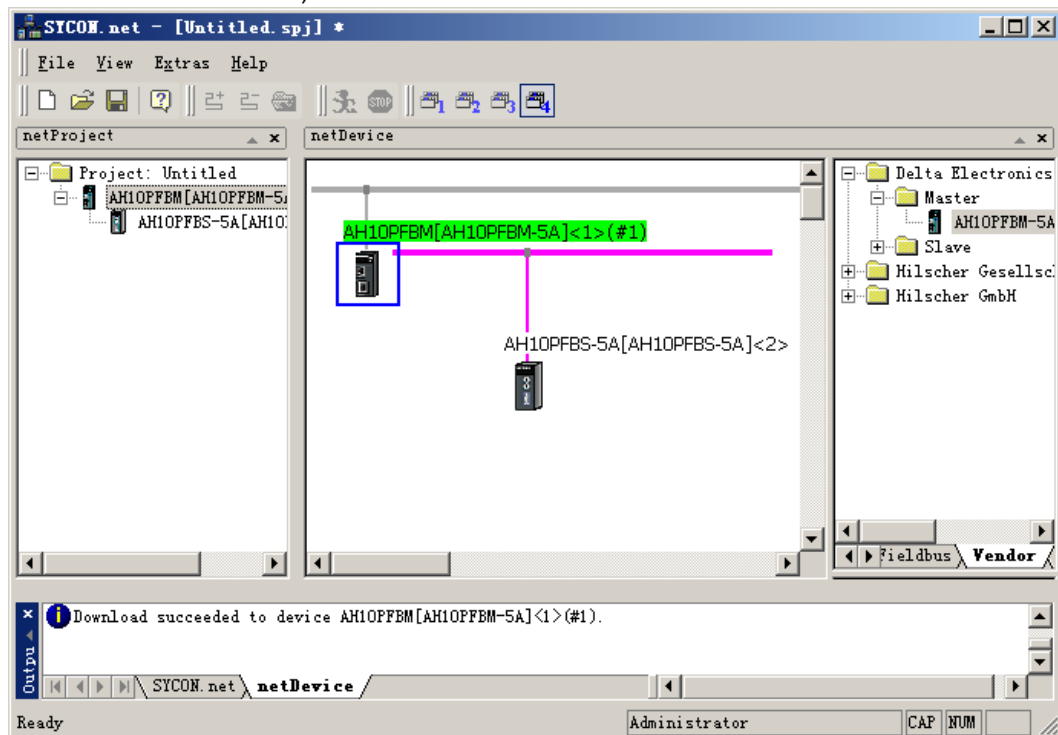 SYCON.net - [Untitled.spj] *
File View Extras Help
netProject
netDevice
Project: Untitled
AH10PFBM[AH10PFBM-5A
AH10PFBS-5A[AH10
AH10PFBM[AH10PFBM-5A]<1>(#1)
AH10PFBS-5A[AH10PFBS-5A]<2>
Delta Electronics
Master
AH10PFBM-5A
Slave
Hilscher Gesellsc
Hilscher GmbH
Fieldbus Vendor
Download succeeded to device AH10PFBM[AH10PFBM-5A]<1>(#1).
Outpu
SYCON.net netDevice
Ready Administrator CAP NUM